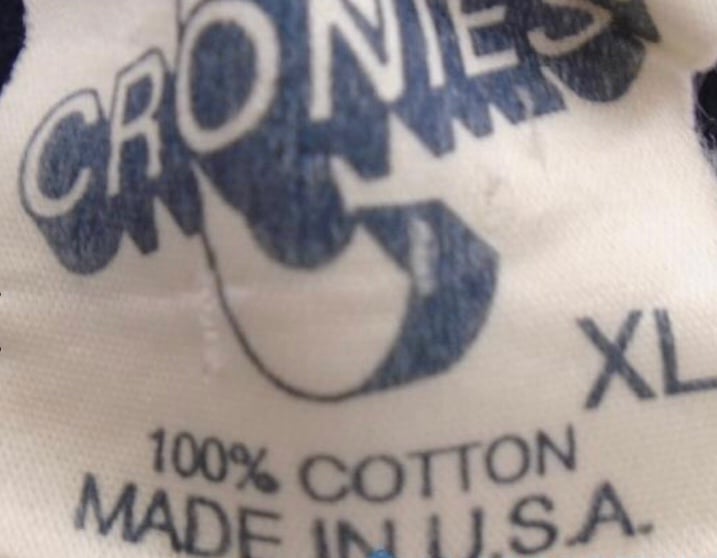 CRONIES
XL
100% COTTON
MADE IN U.S.A.